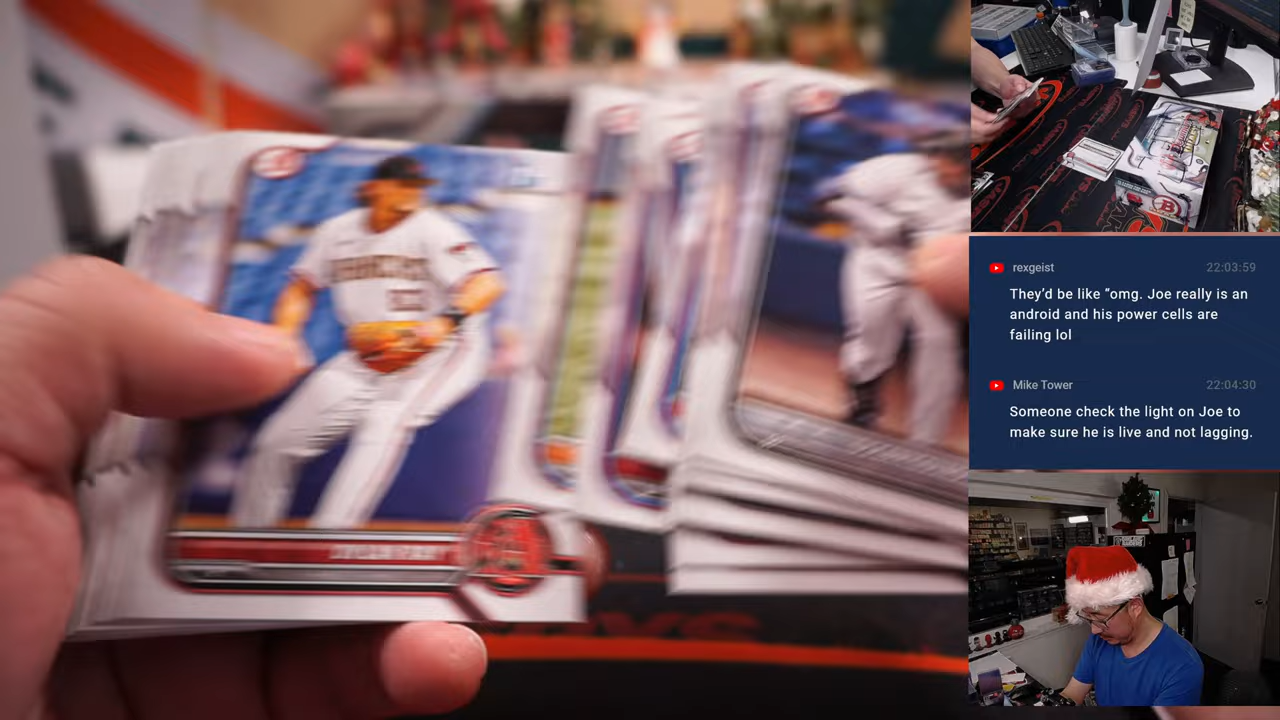 rexgeist 22:03:59
They’d be like “omg. Joe really is an
android and his power cells are
failing lol
Mike Tower 22:04:30
Someone check the light on Joe to
make sure he is live and not lagging.